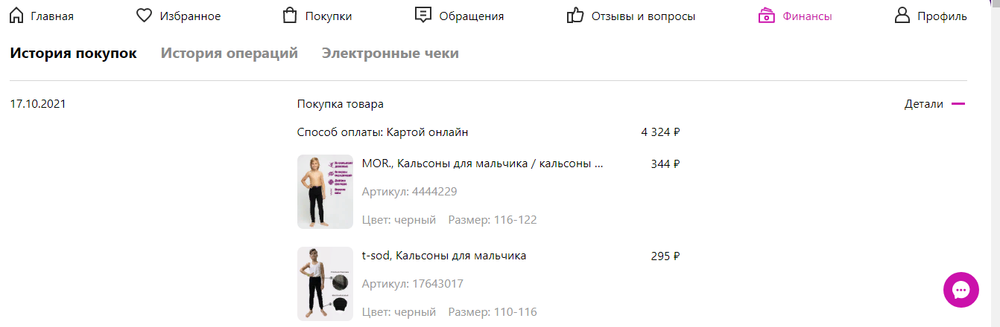 Главная Избранное Покупки Обращения Отзывы и вопросы Финансы Профиль
История покупок История операций Электронные чеки
17.10.2021 Покупка товара Детали
Способ оплаты: Картой онлайн 4 324 ₽
MOR., Кальсоны для мальчика / кальсоны ... 344 ₽
Артикул: 4444229
Цвет: черный Размер: 116-122
t-sod, Кальсоны для мальчика 295 ₽
Артикул: 17643017
Цвет: черный Размер: 110-116